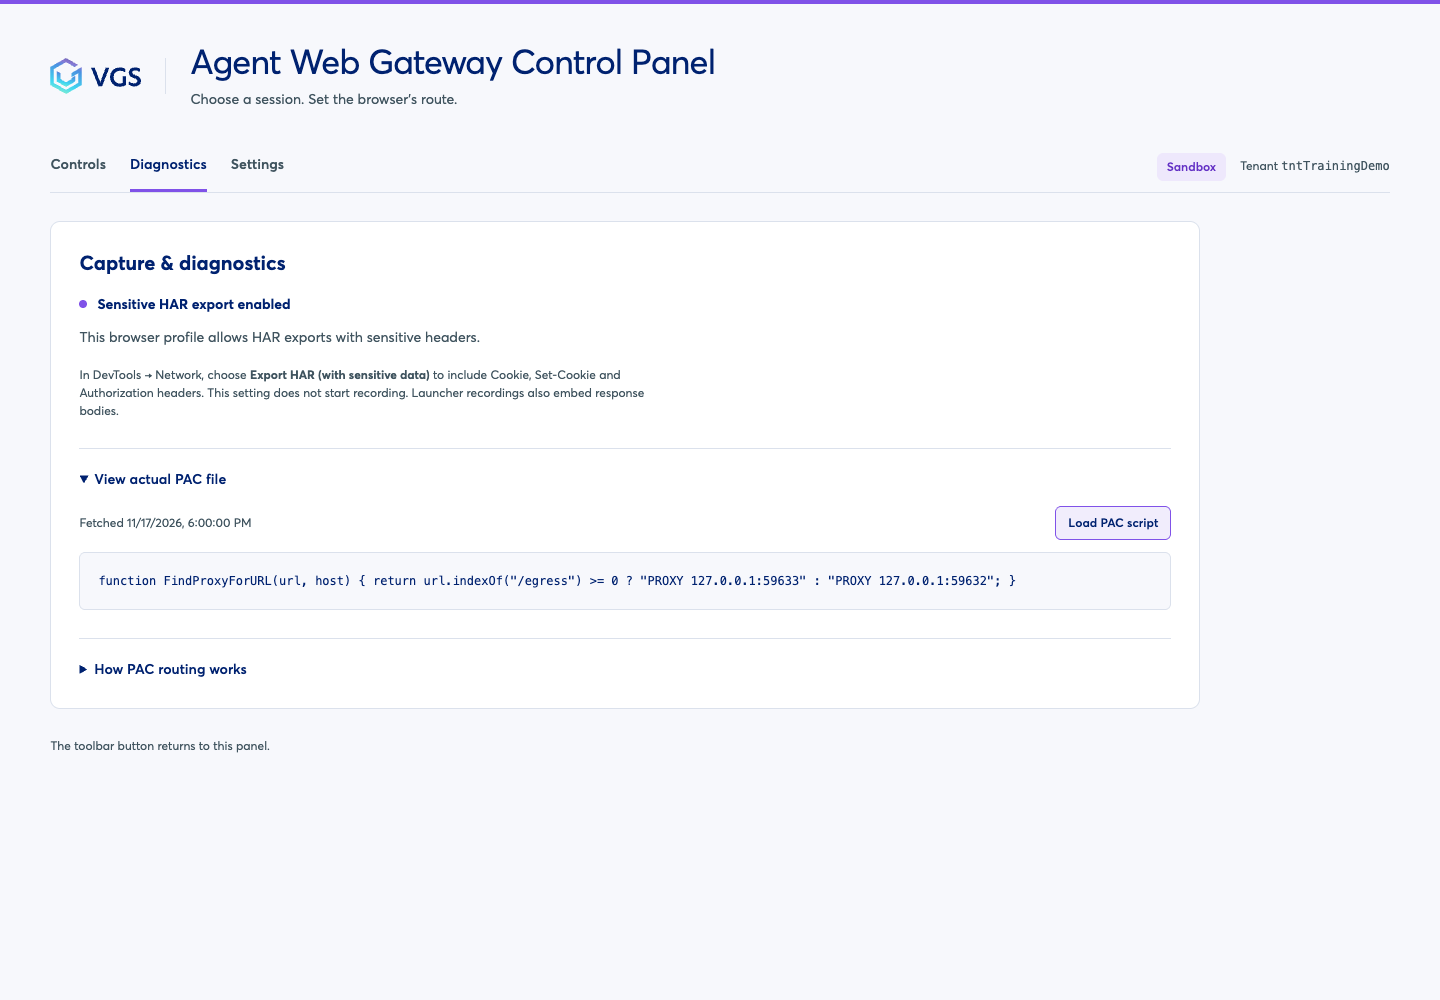 VGS
Agent Web Gateway Control Panel
Choose a session. Set the browser's route.
Controls
Diagnostics
Settings
Sandbox
Tenant tntTrainingDemo
Capture & diagnostics
Sensitive HAR export enabled
This browser profile allows HAR exports with sensitive headers.
In DevTools → Network, choose Export HAR (with sensitive data) to include Cookie, Set-Cookie and
Authorization headers. This setting does not start recording. Launcher recordings also embed response
bodies.
▼ View actual PAC file
Fetched 11/17/2026, 6:00:00 PM
Load PAC script
function FindProxyForURL(url, host) { return url.indexOf("/egress") >= 0 ? "PROXY 127.0.0.1:59633" : "PROXY 127.0.0.1:59632"; }
▶ How PAC routing works
The toolbar button returns to this panel.